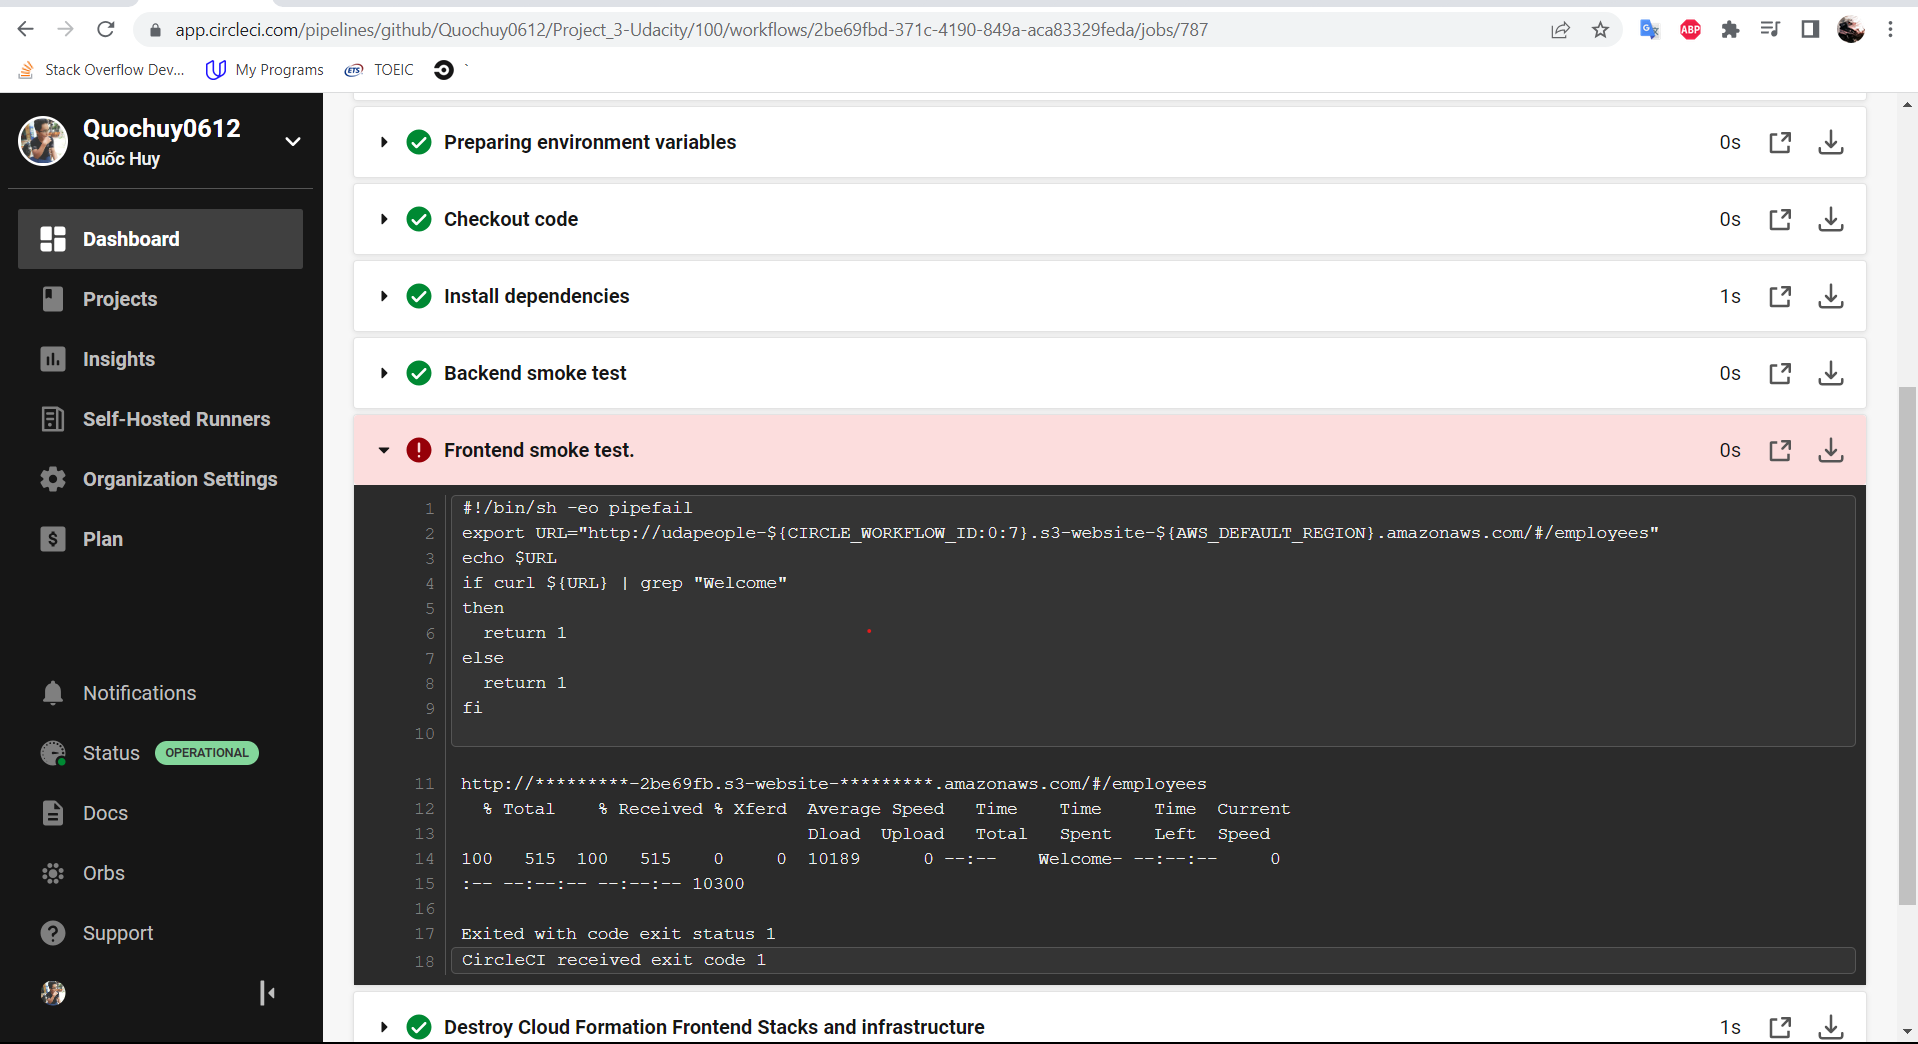 app.circleci.com/pipelines/github/Quochuy0612/Project_3-Udacity/100/workflows/2be69fbd-371c-4190-849a-aca83329feda/jobs/787
ABP
Stack Overflow Dev...
My Programs
ETS
TOEIC
`
Quochuy0612
Quốc Huy
Dashboard
Projects
Insights
Self-Hosted Runners
Organization Settings
Plan
Notifications
Status OPERATIONAL
Docs
Orbs
Support
Preparing environment variables 0s
Checkout code 0s
Install dependencies 1s
Backend smoke test 0s
Frontend smoke test. 0s
1 #!/bin/sh -eo pipefail
2 export URL="http://udapeople-${CIRCLE_WORKFLOW_ID:0:7}.s3-website-${AWS_DEFAULT_REGION}.amazonaws.com/#/employees"
3 echo $URL
4 if curl ${URL} | grep "Welcome"
5 then
6 return 1
7 else
8 return 1
9 fi
10
11 http://*********-2be69fb.s3-website-*********.amazonaws.com/#/employees
12 % Total % Received % Xferd Average Speed Time Time Time Current
13 Dload Upload Total Spent Left Speed
14 100 515 100 515 0 0 10189 0 --:-- Welcome- --:--:-- 0
15 :-- --:--:-- --:--:-- 10300
16
17 Exited with code exit status 1
18 CircleCI received exit code 1
Destroy Cloud Formation Frontend Stacks and infrastructure 1s